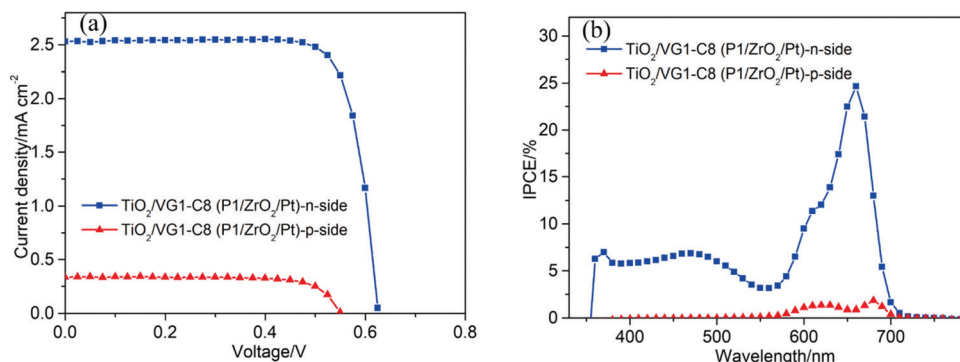 (a)
2.5
2.0
1.5
1.0
0.5
0.0
Current density/mA cm⁻²
TiO₂/VG1-C8 (P1/ZrO₂/Pt)-n-side
TiO₂/VG1-C8 (P1/ZrO₂/Pt)-p-side
0.0 0.2 0.4 0.6 0.8
Voltage/V
(b)
30
25
20
15
10
5
0
IPCE/%
TiO₂/VG1-C8 (P1/ZrO₂/Pt)-n-side
TiO₂/VG1-C8 (P1/ZrO₂/Pt)-p-side
400 500 600 700
Wavelength/nm